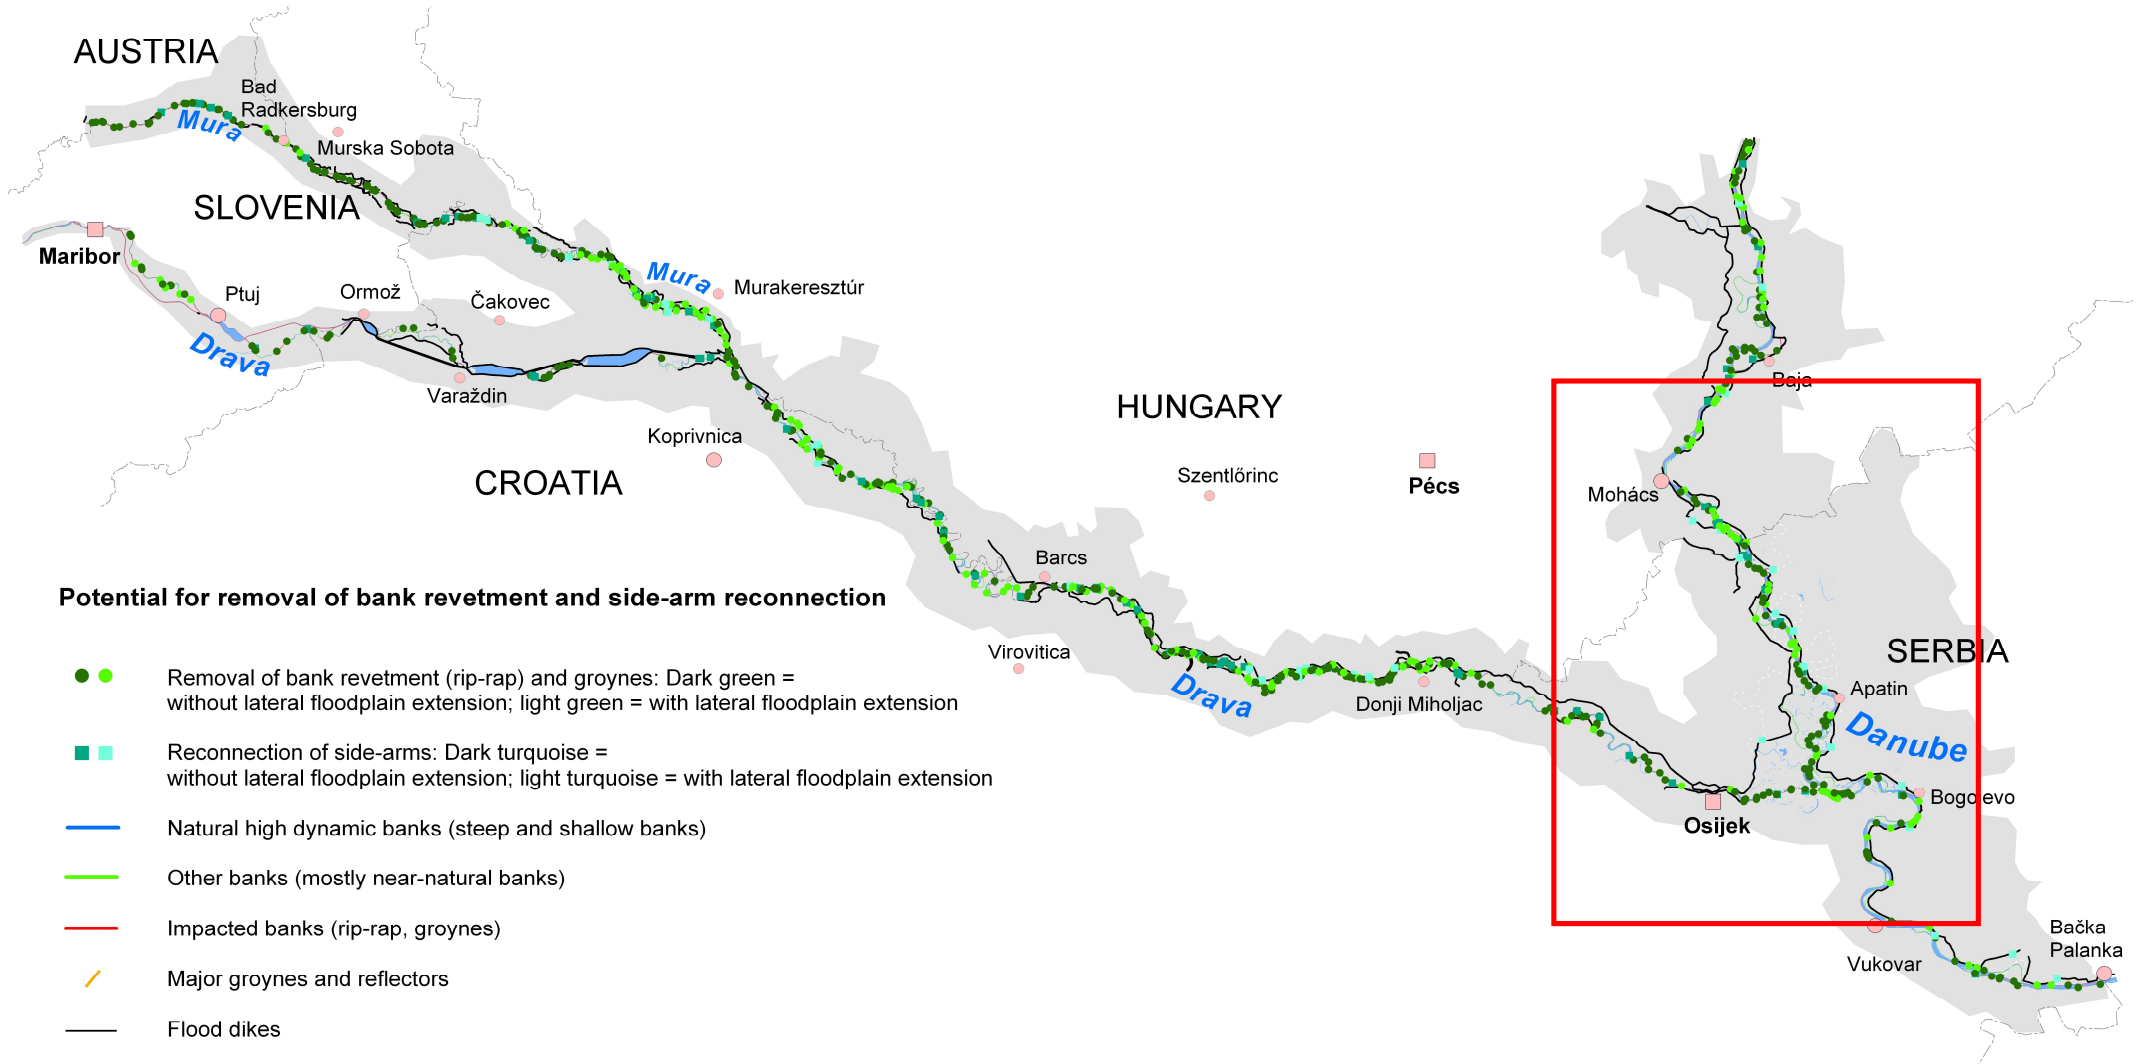 AUSTRIA
Bad
Radkersburg
Mura
Murska Sobota
SLOVENIA
Maribor
Ptuj
Ormož
Čakovec
Mura
Murakeresztúr
Drava
Varaždin
Koprivnica
CROATIA
HUNGARY
Baja
Szentlőrinc
Pécs
Mohács
Barcs
Virovitica
Drava
Donji Miholjac
SERBIA
Apatin
Danube
Bogojevo
Osijek
Vukovar
Bačka
Palanka
Potential for removal of bank revetment and side-arm reconnection
Removal of bank revetment (rip-rap) and groynes: Dark green =
without lateral floodplain extension; light green = with lateral floodplain extension
Reconnection of side-arms: Dark turquoise =
without lateral floodplain extension; light turquoise = with lateral floodplain extension
Natural high dynamic banks (steep and shallow banks)
Other banks (mostly near-natural banks)
Impacted banks (rip-rap, groynes)
Major groynes and reflectors
Flood dikes